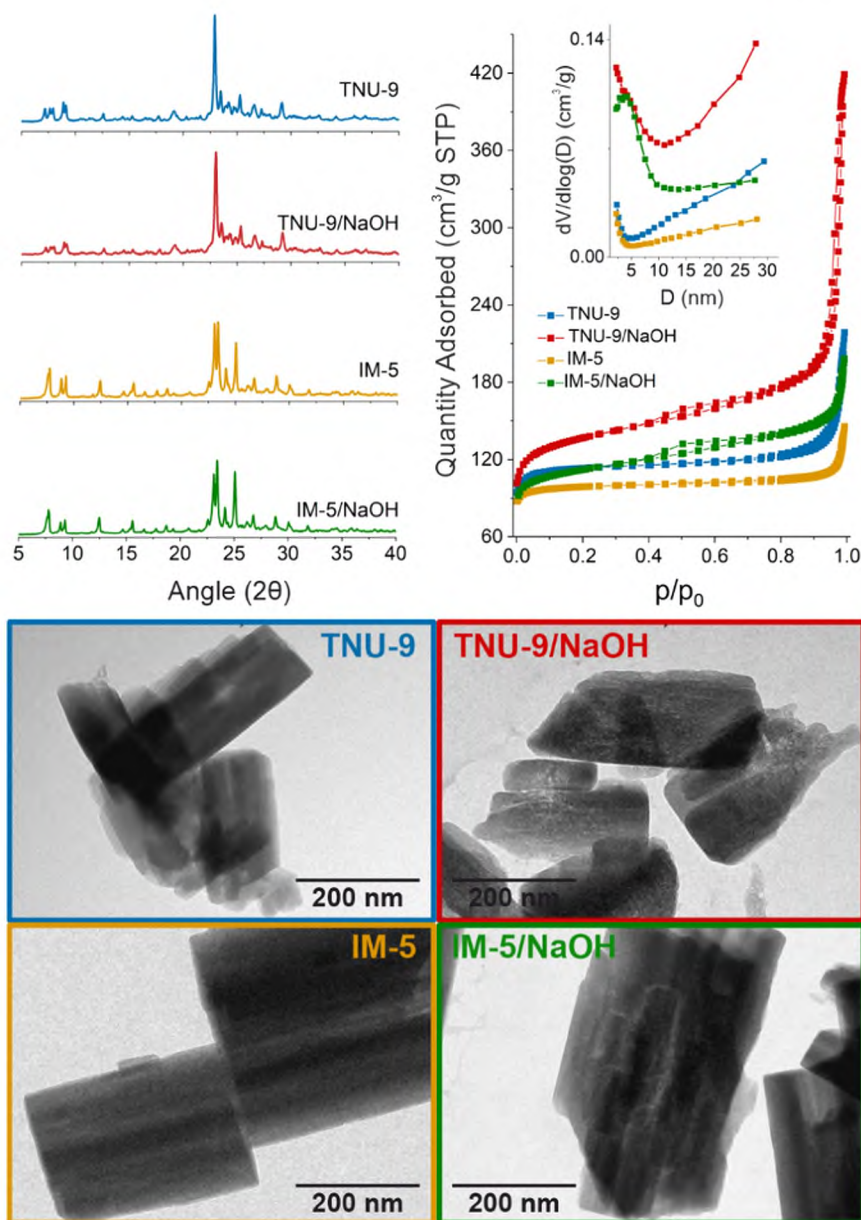 TNU-9
TNU-9/NaOH
IM-5
IM-5/NaOH
5 10 15 20 25 30 35 40
Angle (2θ)
Quantity Adsorbed (cm³/g STP)
420
360
300
240
180
120
60
0.0 0.2 0.4 0.6 0.8 1.0
p/p₀
dV/dlog(D) (cm³/g)
0.14
0.00
5 10 15 20 25 30
D (nm)
TNU-9
TNU-9/NaOH
IM-5
IM-5/NaOH
TNU-9
200 nm
TNU-9/NaOH
200 nm
IM-5
200 nm
IM-5/NaOH
200 nm